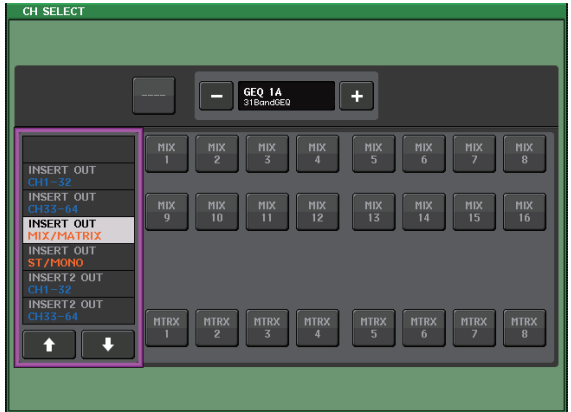 CH SELECT
----
−
GEQ 1A
31BandGEQ
+
INSERT OUT
CH1-32
INSERT OUT
CH33-64
INSERT OUT
MIX/MATRIX
INSERT OUT
ST/MONO
INSERT2 OUT
CH1-32
INSERT2 OUT
CH33-64
MIX 1
MIX 2
MIX 3
MIX 4
MIX 5
MIX 6
MIX 7
MIX 8
MIX 9
MIX 10
MIX 11
MIX 12
MIX 13
MIX 14
MIX 15
MIX 16
MTRX 1
MTRX 2
MTRX 3
MTRX 4
MTRX 5
MTRX 6
MTRX 7
MTRX 8